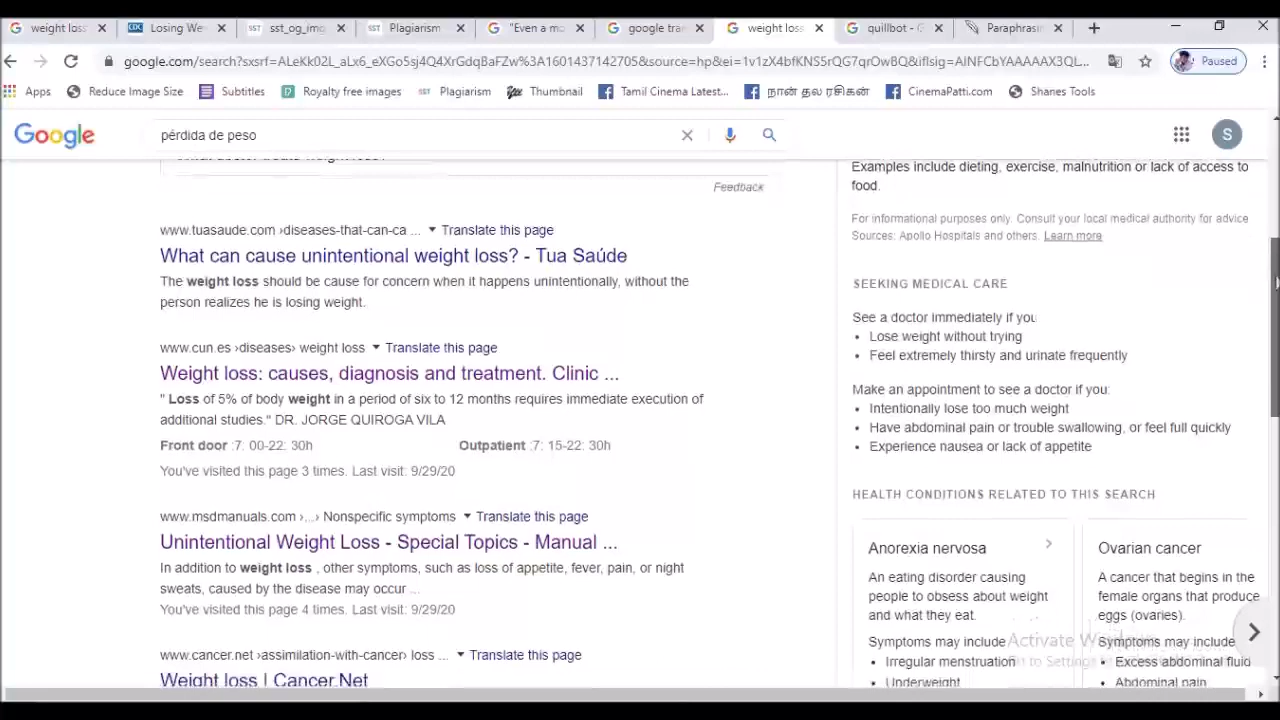 weight los
Losing We
sst_og_im
Plagiarism
"Even a mo
google tran
weight loss
quillbot - G
Paraphrasin
google.com/search?sxsrf=ALeKk02L_aLx6_eXGo5sj4Q4XrGdqBaFZw%3A1601437142705&source=hp&ei=1v1zX4bfKNS5rQG7qrOwBQ&iflsig=AINFCbYAAAAAX3QL...
Paused
Apps
Reduce Image Size
Subtitles
Royalty free images
Plagiarism
Thumbnail
Tamil Cinema Latest...
நான் தல ரசிகன்
CinemaPatti.com
Shanes Tools
Google
pérdida de peso
S
Feedback
www.tuasaude.com ›diseases-that-can-ca ... Translate this page
What can cause unintentional weight loss? - Tua Saúde
The weight loss should be cause for concern when it happens unintentionally, without the
person realizes he is losing weight.
www.cun.es ›diseases› weight loss Translate this page
Weight loss: causes, diagnosis and treatment. Clinic ...
" Loss of 5% of body weight in a period of six to 12 months requires immediate execution of
additional studies." DR. JORGE QUIROGA VILA
Front door :7: 00-22: 30h Outpatient :7: 15-22: 30h
You've visited this page 3 times. Last visit: 9/29/20
www.msdmanuals.com ›...› Nonspecific symptoms Translate this page
Unintentional Weight Loss - Special Topics - Manual ...
In addition to weight loss , other symptoms, such as loss of appetite, fever, pain, or night
sweats, caused by the disease may occur ...
You've visited this page 4 times. Last visit: 9/29/20
www.cancer.net ›assimilation-with-cancer› loss ... Translate this page
Weight loss | Cancer.Net
Examples include dieting, exercise, malnutrition or lack of access to
food.
For informational purposes only. Consult your local medical authority for advice
Sources: Apollo Hospitals and others. Learn more
SEEKING MEDICAL CARE
See a doctor immediately if you:
• Lose weight without trying
• Feel extremely thirsty and urinate frequently
Make an appointment to see a doctor if you:
• Intentionally lose too much weight
• Have abdominal pain or trouble swallowing, or feel full quickly
• Experience nausea or lack of appetite
HEALTH CONDITIONS RELATED TO THIS SEARCH
Anorexia nervosa
An eating disorder causing
people to obsess about weight
and what they eat.
Symptoms may include
• Irregular menstruation
• Underweight
Ovarian cancer
A cancer that begins in the
female organs that produce
eggs (ovaries).
Symptoms may include
• Excess abdominal fluid
• Abdominal pain
Activate
to Settings